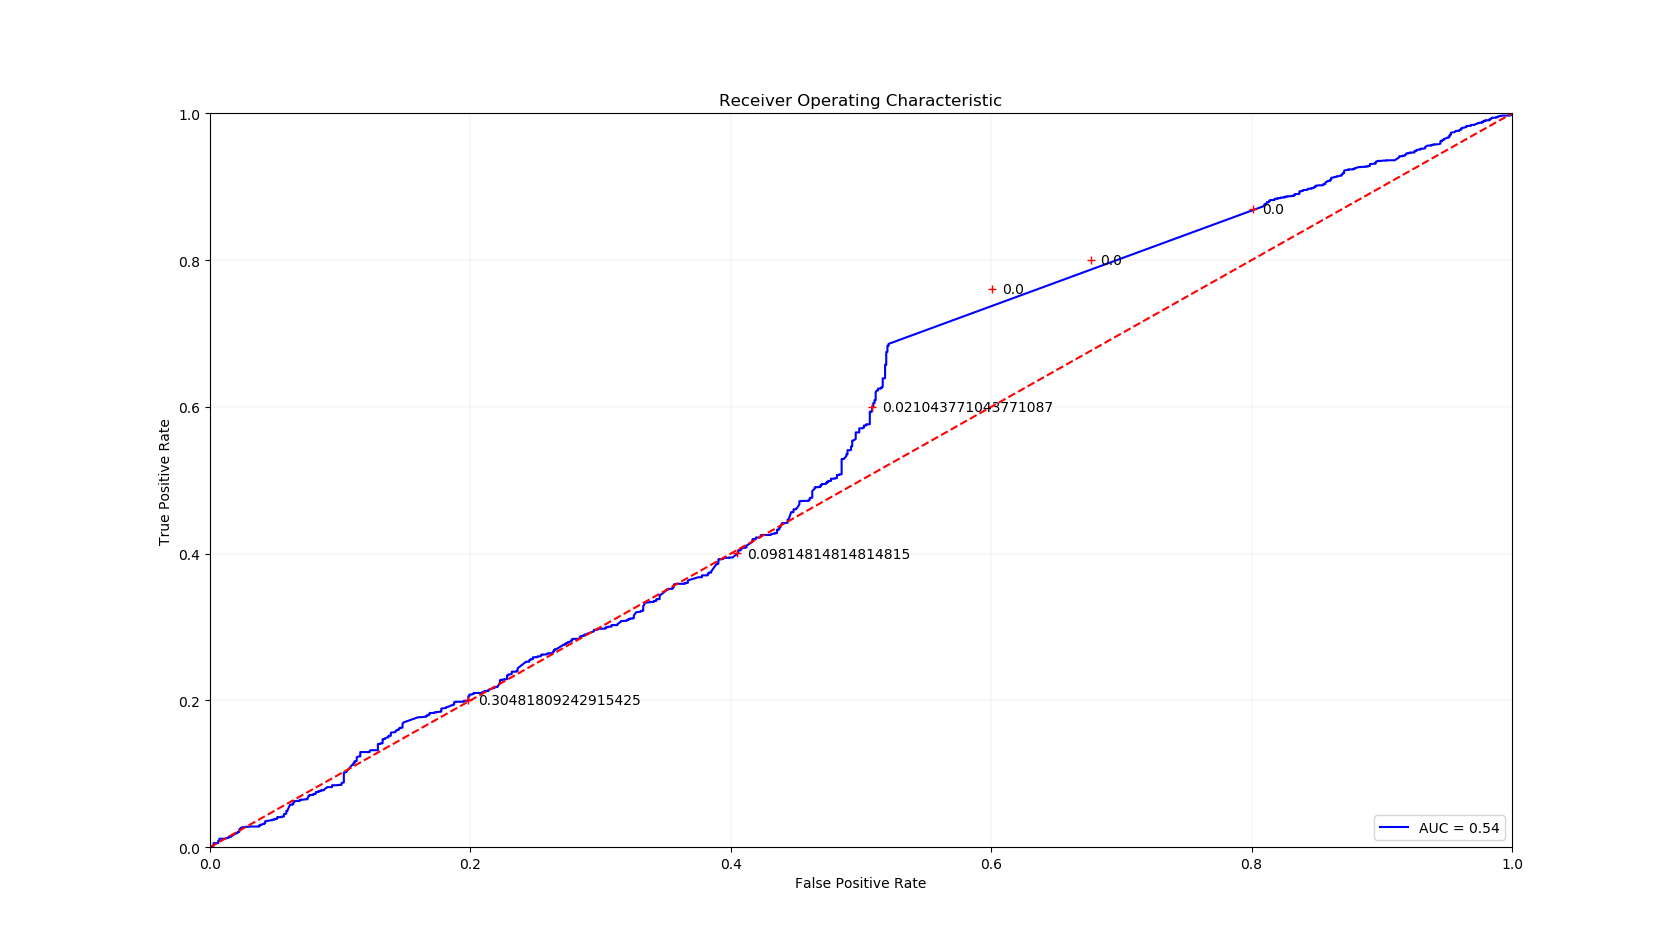 Receiver Operating Characteristic
1.0
0.8
0.6
0.4
0.2
0.0
True Positive Rate
0.0
0.0
0.0
0.021043771043771087
0.09814814814814815
0.30481809242915425
AUC = 0.54
0.0 0.2 0.4 0.6 0.8 1.0
False Positive Rate